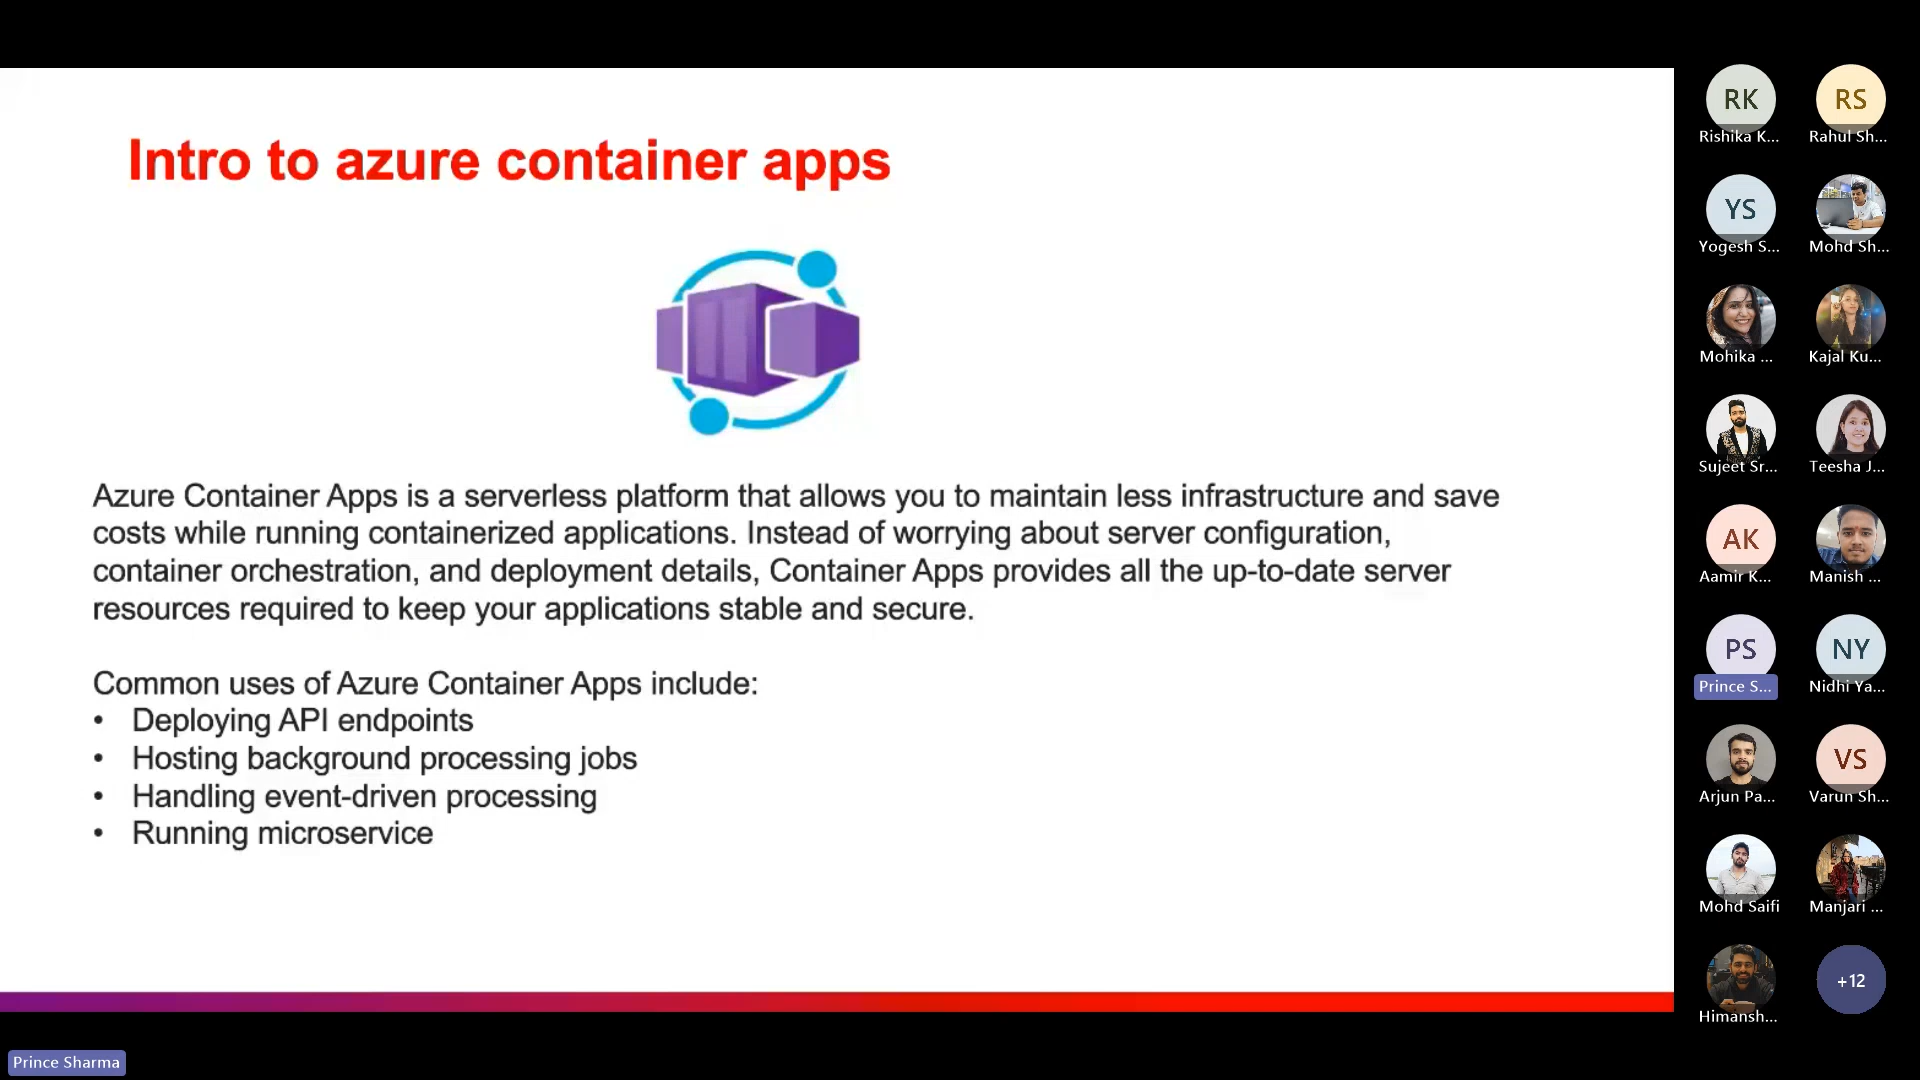 Intro to azure container apps
Azure Container Apps is a serverless platform that allows you to maintain less infrastructure and save
costs while running containerized applications. Instead of worrying about server configuration,
container orchestration, and deployment details, Container Apps provides all the up-to-date server
resources required to keep your applications stable and secure.
Common uses of Azure Container Apps include:
• Deploying API endpoints
• Hosting background processing jobs
• Handling event-driven processing
• Running microservice
RK
Rishika K...
RS
Rahul Sh...
YS
Yogesh S...
Mohd Sh...
Mohika ...
Kajal Ku...
Sujeet Sr...
Teesha J...
AK
Aamir K...
Manish ...
PS
Prince S...
NY
Nidhi Ya...
Arjun Pa...
VS
Varun Sh...
Mohd Saifi
Manjari ...
Himansh...
+12
Prince Sharma